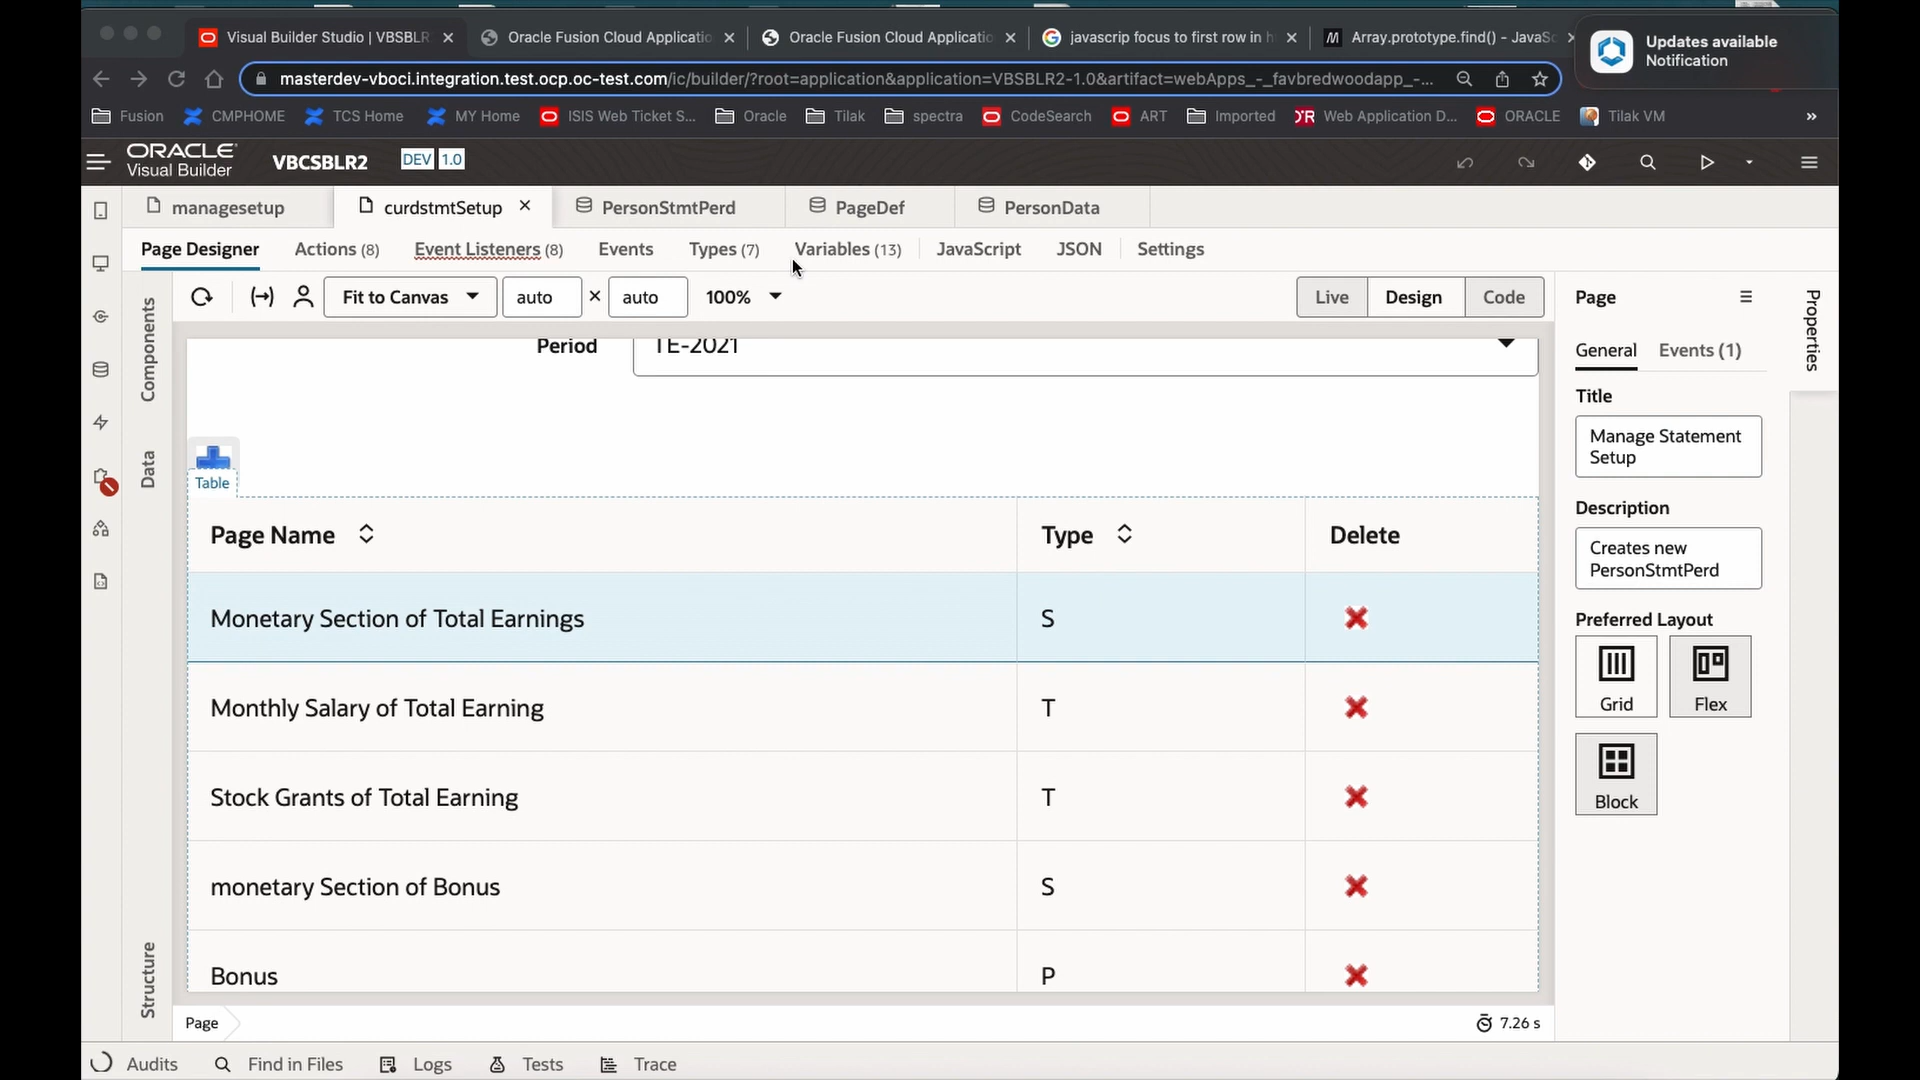 Visual Builder Studio | VBSBLR
Oracle Fusion Cloud Applicatio
Oracle Fusion Cloud Applicatio
javascrip focus to first row in h
Array.prototype.find() - JavaSc
Updates available
Notification
masterdev-vboci.integration.test.ocp.oc-test.com/ic/builder/?root=application&application=VBSBLR2-1.0&artifact=webApps_-_favbredwoodapp_-...
Fusion
CMPHOME
TCS Home
MY Home
ISIS Web Ticket S...
Oracle
Tilak
spectra
CodeSearch
ART
Imported
Web Application D...
ORACLE
Tilak VM
»
ORACLE
Visual Builder
VBCSBLR2
DEV 1.0
managesetup
curdstmtSetup
PersonStmtPerd
PageDef
PersonData
Page Designer
Actions (8)
Event Listeners (8)
Events
Types (7)
Variables (13)
JavaScript
JSON
Settings
Fit to Canvas
auto × auto
100%
Live
Design
Code
Components
Data
Structure
Period
TE-2021
Table
Page Name
Type
Delete
Monetary Section of Total Earnings
S
Monthly Salary of Total Earning
T
Stock Grants of Total Earning
T
monetary Section of Bonus
S
Bonus
P
Page
7.26 s
Page
Properties
General
Events (1)
Title
Manage Statement
Setup
Description
Creates new
PersonStmtPerd
Preferred Layout
Grid
Flex
Block
Audits
Find in Files
Logs
Tests
Trace